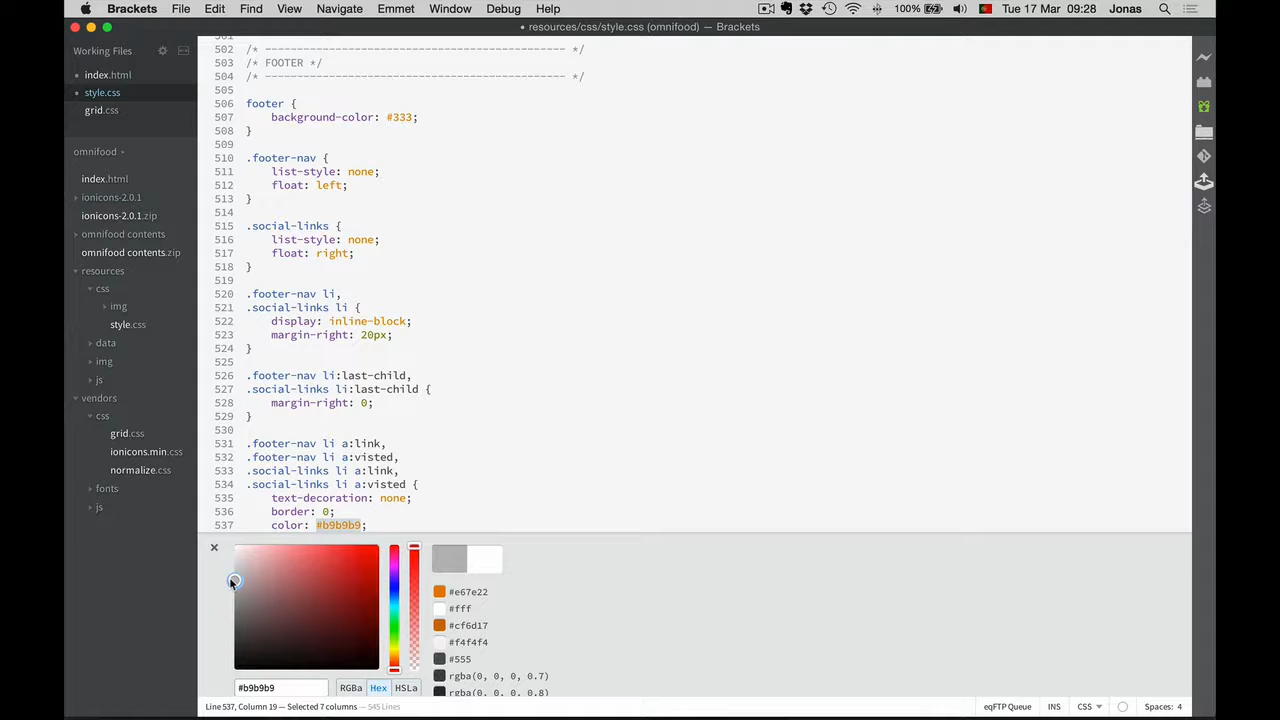 Brackets File Edit Find View Navigate Emmet Window Debug Help 100% Tue 17 Mar 09:28 Jonas
• resources/css/style.css (omnifood) — Brackets
Working Files
index.html
style.css
grid.css
omnifood
index.html
ionicons-2.0.1
ionicons-2.0.1.zip
omnifood contents
omnifood contents.zip
resources
css
img
style.css
data
img
js
vendors
css
grid.css
ionicons.min.css
normalize.css
fonts
js
501
502 /* ----------------------------------------------- */
503 /* FOOTER */
504 /* ----------------------------------------------- */
505
506 footer {
507 background-color: #333;
508 }
509
510 .footer-nav {
511 list-style: none;
512 float: left;
513 }
514
515 .social-links {
516 list-style: none;
517 float: right;
518 }
519
520 .footer-nav li,
521 .social-links li {
522 display: inline-block;
523 margin-right: 20px;
524 }
525
526 .footer-nav li:last-child,
527 .social-links li:last-child {
528 margin-right: 0;
529 }
530
531 .footer-nav li a:link,
532 .footer-nav li a:visted,
533 .social-links li a:link,
534 .social-links li a:visted {
535 text-decoration: none;
536 border: 0;
537 color: #b9b9b9;
#e67e22
#fff
#cf6d17
#f4f4f4
#555
rgba(0, 0, 0, 0.7)
rgba(0, 0, 0, 0.8)
#b9b9b9 RGBa Hex HSLa
Line 537, Column 19 — Selected 7 columns — 545 Lines eqFTP Queue INS CSS Spaces: 4